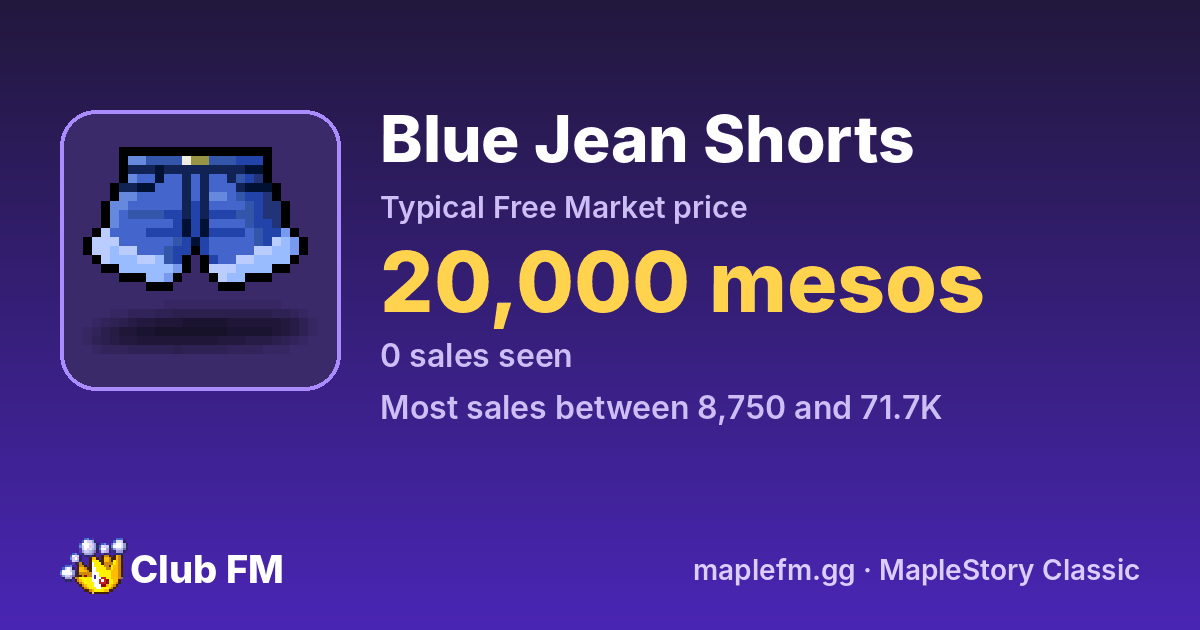 Blue Jean Shorts
Typical Free Market price
20,000 mesos
0 sales seen
Most sales between 8,750 and 71.7K
Club FM
maplefm.gg · MapleStory Classic